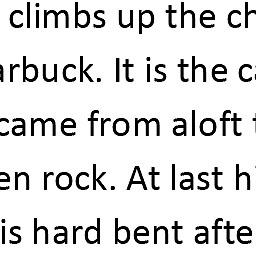 climbs up the ch
arbuck. It is the ca
came from aloft t
en rock. At last hi
is hard bent afte